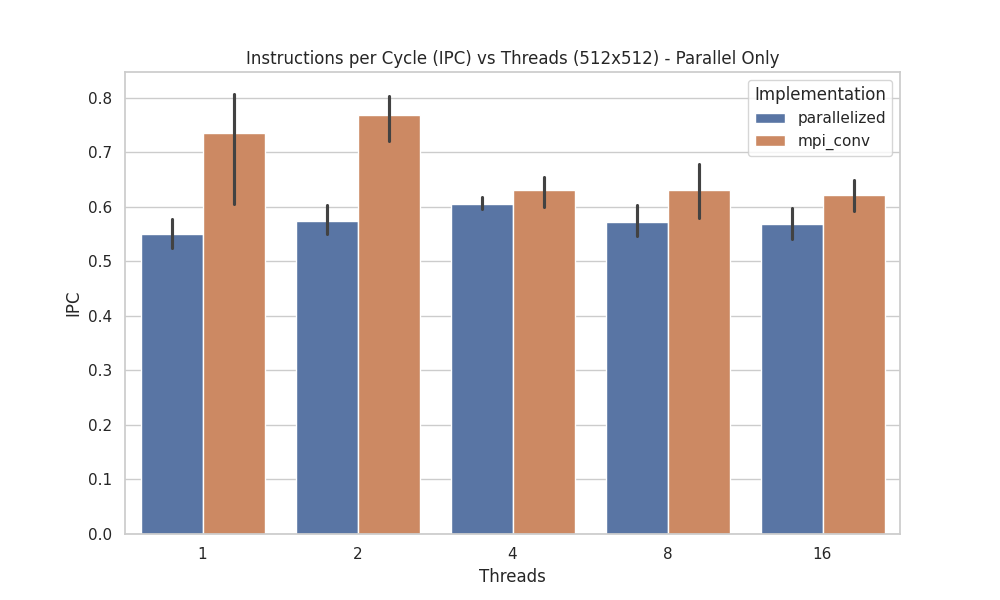 Instructions per Cycle (IPC) vs Threads (512x512) - Parallel Only
Implementation
parallelized
mpi_conv
IPC
0.8
0.7
0.6
0.5
0.4
0.3
0.2
0.1
0.0
1 2 4 8 16
Threads